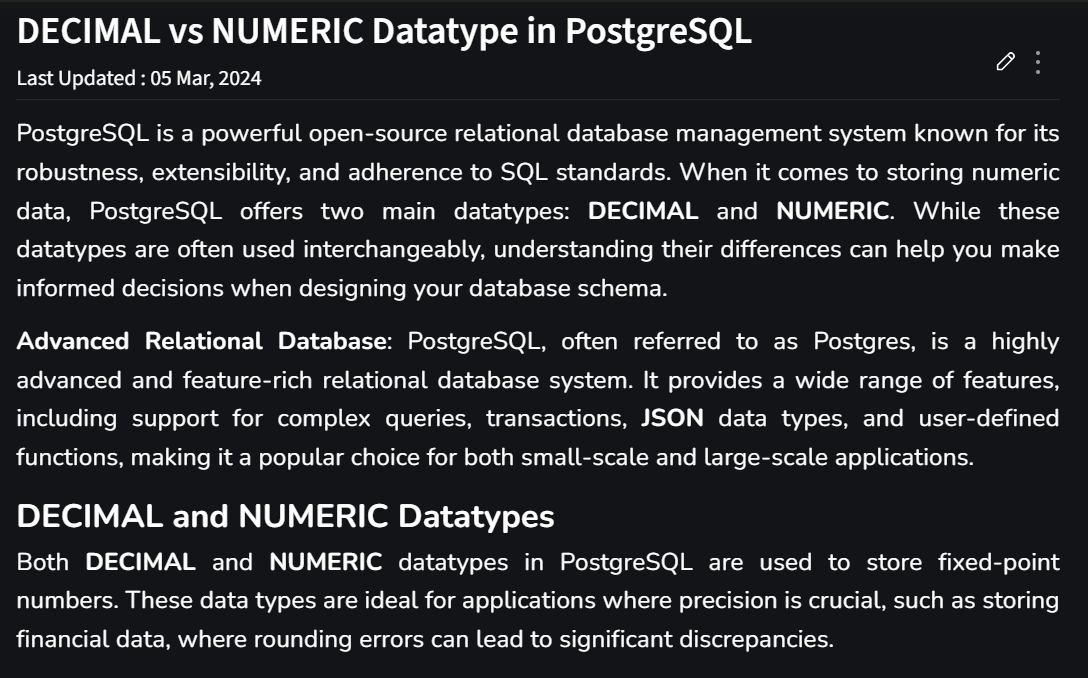 DECIMAL vs NUMERIC Datatype in PostgreSQL
Last Updated : 05 Mar, 2024
PostgreSQL is a powerful open-source relational database management system known for its
robustness, extensibility, and adherence to SQL standards. When it comes to storing numeric
data, PostgreSQL offers two main datatypes: DECIMAL and NUMERIC. While these
datatypes are often used interchangeably, understanding their differences can help you make
informed decisions when designing your database schema.
Advanced Relational Database: PostgreSQL, often referred to as Postgres, is a highly
advanced and feature-rich relational database system. It provides a wide range of features,
including support for complex queries, transactions, JSON data types, and user-defined
functions, making it a popular choice for both small-scale and large-scale applications.
DECIMAL and NUMERIC Datatypes
Both DECIMAL and NUMERIC datatypes in PostgreSQL are used to store fixed-point
numbers. These data types are ideal for applications where precision is crucial, such as storing
financial data, where rounding errors can lead to significant discrepancies.